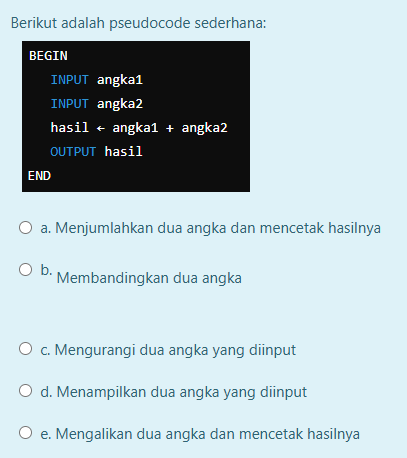 Berikut adalah pseudocode sederhana:
BEGIN
INPUT angka1
INPUT angka2
hasil ← angka1 + angka2
OUTPUT hasil
END
a. Menjumlahkan dua angka dan mencetak hasilnya
b.
Membandingkan dua angka
c. Mengurangi dua angka yang diinput
d. Menampilkan dua angka yang diinput
e. Mengalikan dua angka dan mencetak hasilnya